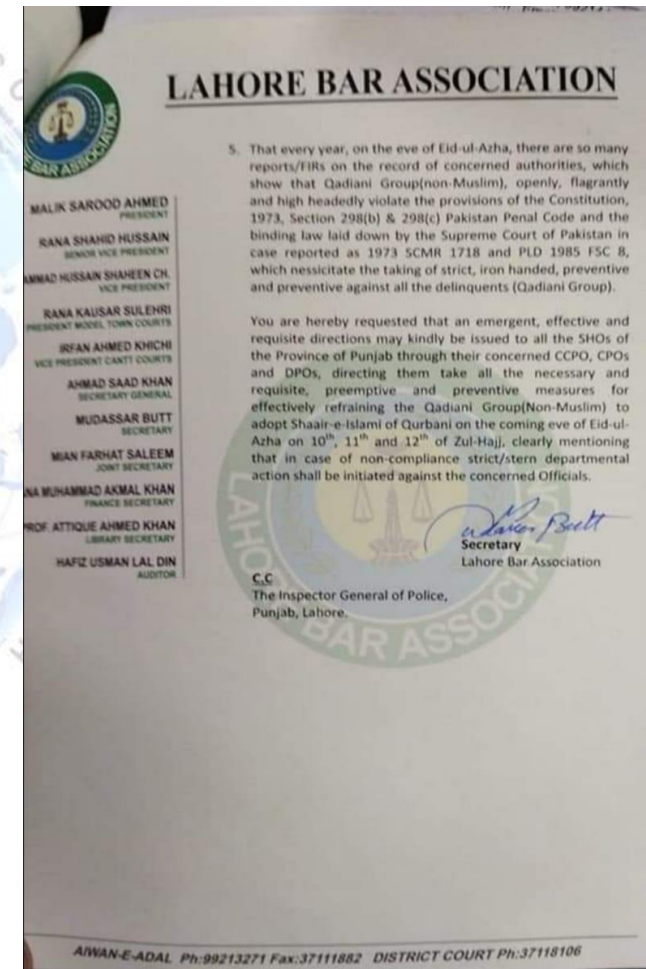 LAHORE BAR ASSOCIATION
BAR ASSOCIATION
MALIK SAROOD AHMED
PRESIDENT
RANA SHAHID HUSSAIN
SENIOR VICE PRESIDENT
HUSSAIN SHAHEEN CH.
VICE PRESIDENT
RANA KAUSAR SULEHRI
PRESIDENT MODEL TOWN COURTS
IRFAN AHMED KHICHI
VICE PRESIDENT CANTT COURTS
AHMAD SAAD KHAN
SECRETARY GENERAL
MUDASSAR BUTT
SECRETARY
MIAN FARHAT SALEEM
JOINT SECRETARY
MUHAMMAD AKMAL KHAN
FINANCE SECRETARY
PROF. ATTIQUE AHMED KHAN
LIBRARY SECRETARY
HAFIZ USMAN LAL DIN
AUDITOR
5. That every year, on the eve of Eid-ul-Azha, there are so many
reports/FIRs on the record of concerned authorities, which
show that Qadiani Group(non-Muslim), openly, flagrantly
and high headedly violate the provisions of the Constitution,
1973, Section 298(b) & 298(c) Pakistan Penal Code and the
binding law laid down by the Supreme Court of Pakistan in
case reported as 1973 SCMR 1718 and PLD 1985 FSC 8,
which nessicitate the taking of strict, iron handed, preventive
and preventive against all the delinquents (Qadiani Group).
You are hereby requested that an emergent, effective and
requisite directions may kindly be issued to all the SHOs of
the Province of Punjab through their concerned CCPO, CPOs
and DPOs, directing them take all the necessary and
requisite, preemptive and preventive measures for
effectively refraining the Qadiani Group(Non-Muslim) to
adopt Shaair-e-Islami of Qurbani on the coming eve of Eid-ul-
Azha on 10th, 11th and 12th of Zul-Hajj, clearly mentioning
that in case of non-compliance strict/stern departmental
action shall be initiated against the concerned Officials.
Butt
Secretary
Lahore Bar Association
C.C
The Inspector General of Police,
Punjab, Lahore.
LAHORE BAR ASSOCIATION
AIWAN-E-ADAL Ph:99213271 Fax:37111882 DISTRICT COURT Ph:37118106